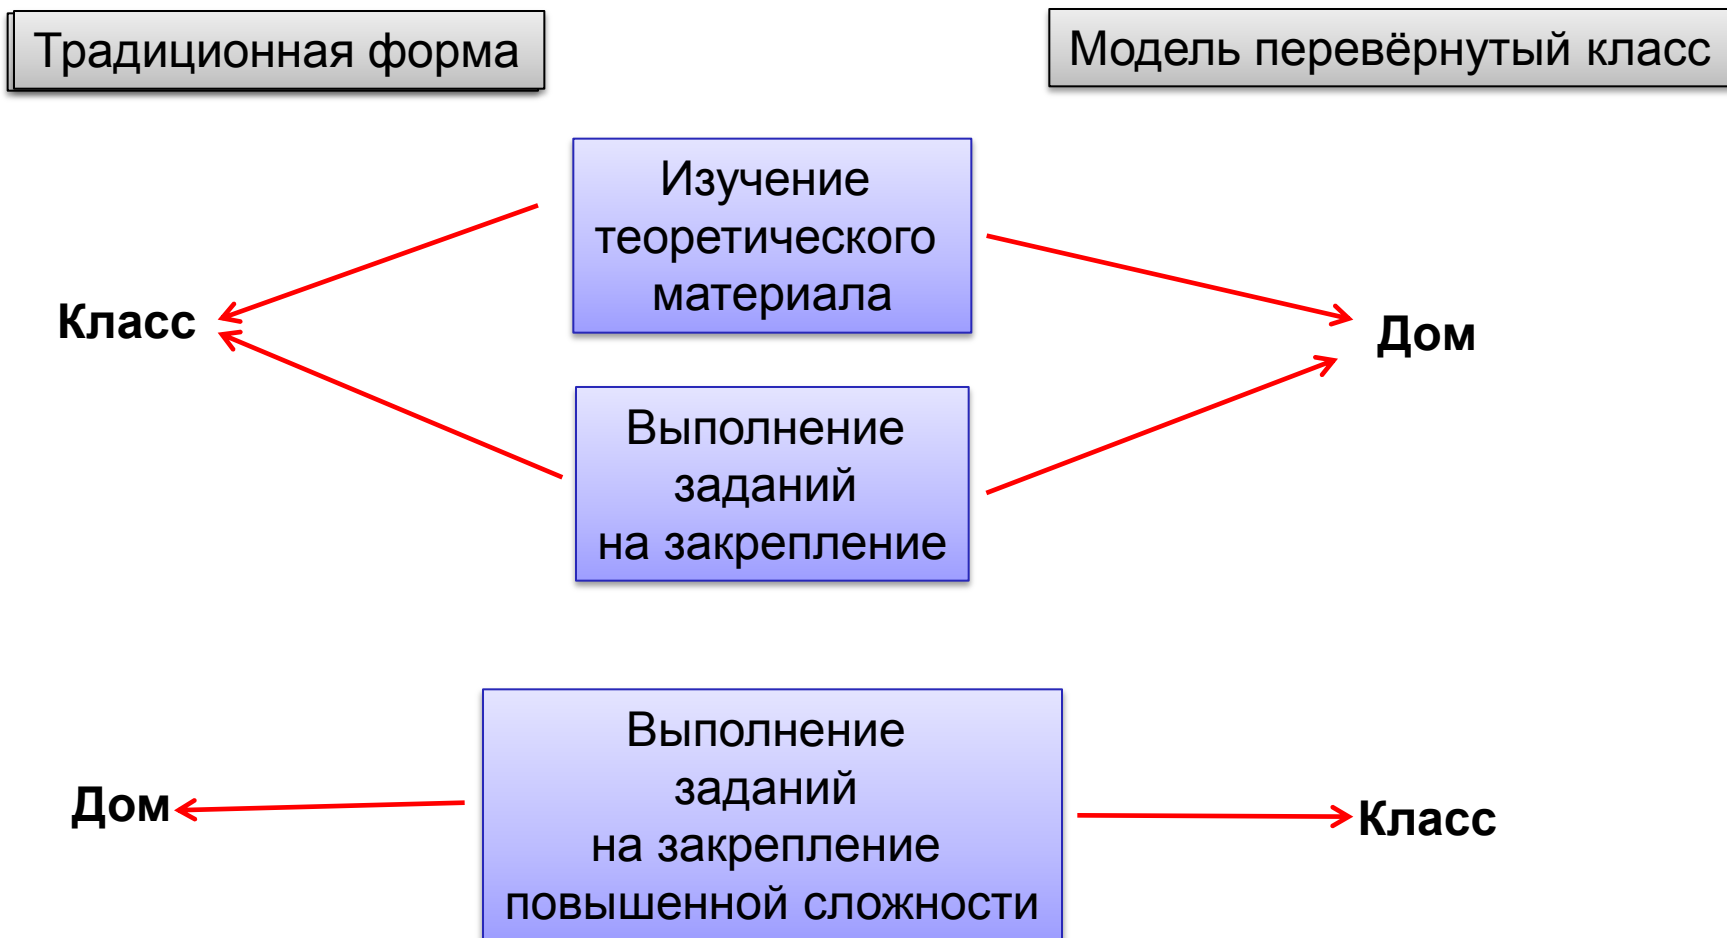 Традиционная форма
Модель перевёрнутый класс
Изучение
теоретического
материала
Класс
Дом
Выполнение
заданий
на закрепление
Выполнение
заданий
на закрепление
повышенной сложности
Дом
Класс